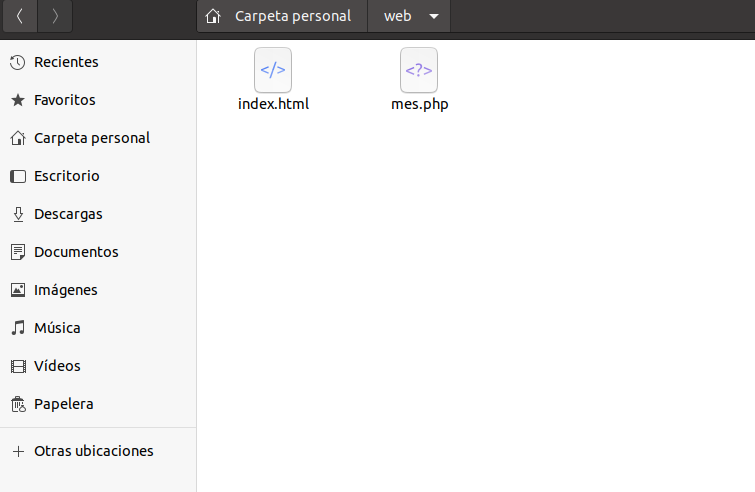 Carpeta personal
web
Recientes
Favoritos
Carpeta personal
Escritorio
Descargas
Documentos
Imágenes
Música
Vídeos
Papelera
Otras ubicaciones
</>
index.html
<?>
mes.php